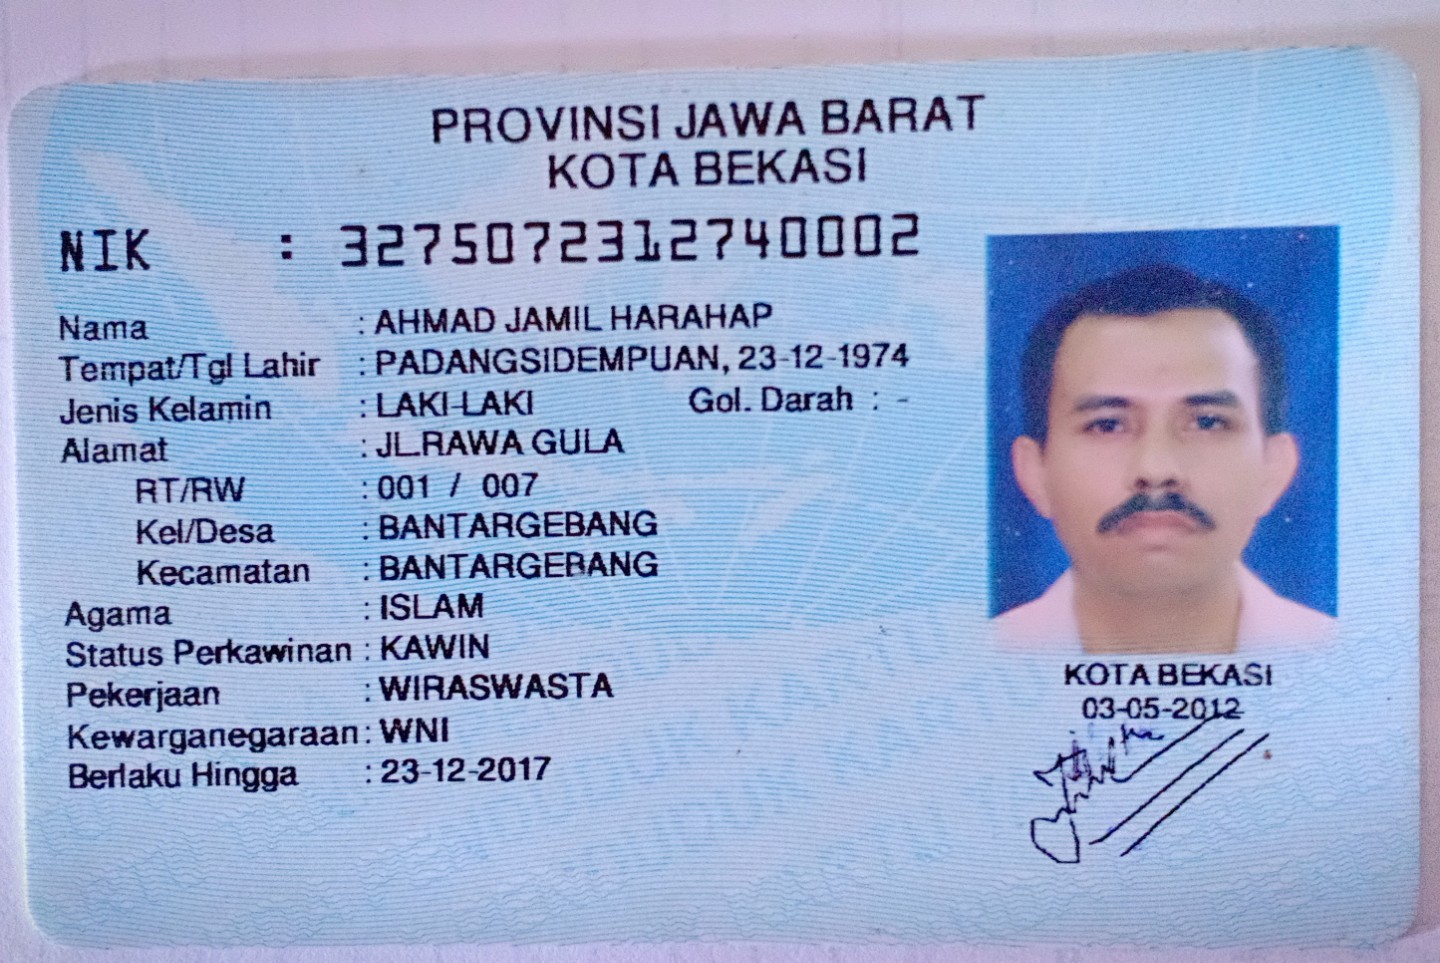 PROVINSI JAWA BARAT
KOTA BEKASI
NIK : 3275072312740002
Nama : AHMAD JAMIL HARAHAP
Tempat/Tgl Lahir : PADANGSIDEMPUAN, 23-12-1974
Jenis Kelamin : LAKI-LAKI Gol. Darah : -
Alamat : JL.RAWA GULA
RT/RW : 001 / 007
Kel/Desa : BANTARGEBANG
Kecamatan : BANTARGEBANG
Agama : ISLAM
Status Perkawinan : KAWIN
Pekerjaan : WIRASWASTA
Kewarganegaraan : WNI
Berlaku Hingga : 23-12-2017
KOTA BEKASI
03-05-2012